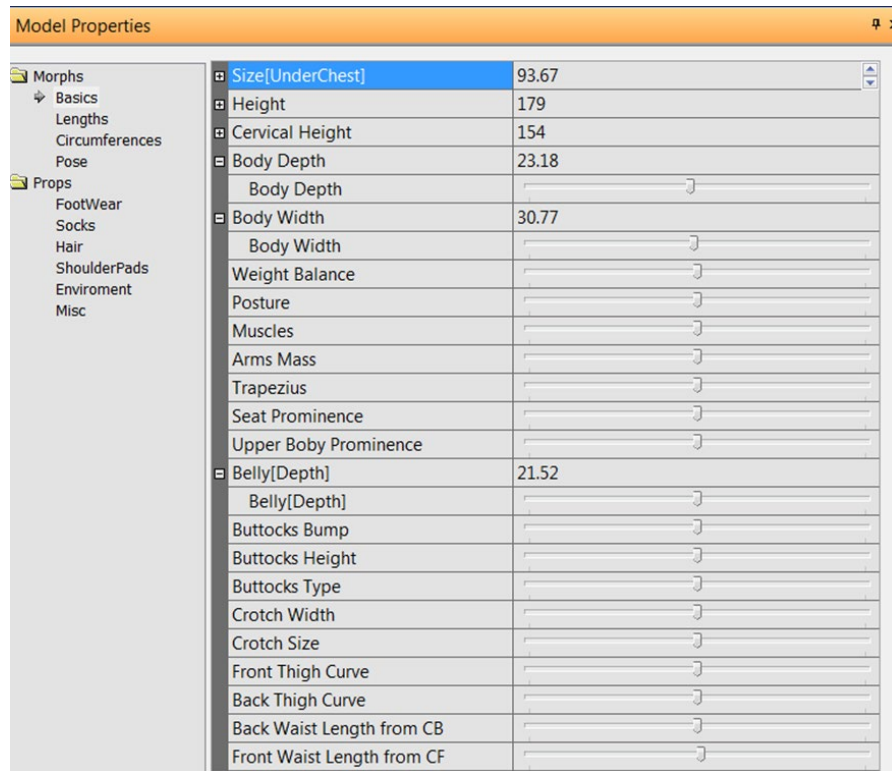 Model Properties
Morphs
Basics
Lengths
Circumferences
Pose
Props
FootWear
Socks
Hair
ShoulderPads
Enviroment
Misc
Size[UnderChest] 93.67
Height 179
Cervical Height 154
Body Depth 23.18
Body Depth
Body Width 30.77
Body Width
Weight Balance
Posture
Muscles
Arms Mass
Trapezius
Seat Prominence
Upper Boby Prominence
Belly[Depth] 21.52
Belly[Depth]
Buttocks Bump
Buttocks Height
Buttocks Type
Crotch Width
Crotch Size
Front Thigh Curve
Back Thigh Curve
Back Waist Length from CB
Front Waist Length from CF